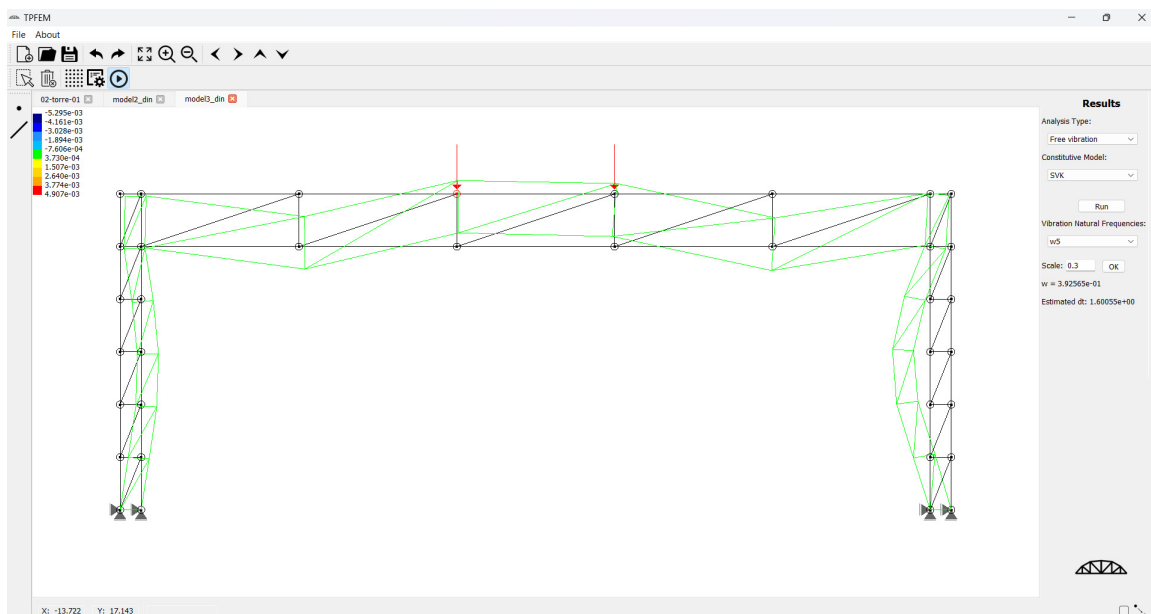 TPFEM
File About
02-torre-01 model2_din model3_din
-5.295e-03
-4.161e-03
-3.028e-03
-1.894e-03
-7.606e-04
3.730e-04
1.507e-03
2.640e-03
3.774e-03
4.907e-03
Results
Analysis Type:
Free vibration
Constitutive Model:
SVK
Run
Vibration Natural Frequencies:
w5
Scale: 0.3 OK
w = 3.92565e-01
Estimated dt: 1.60055e+00
X: -13.722 Y: 17.143